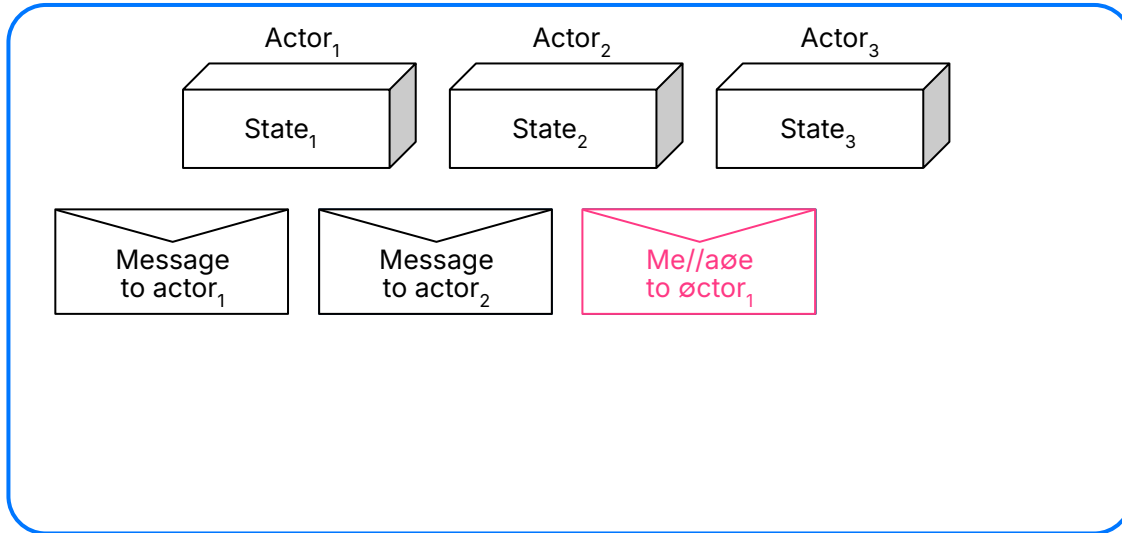 Actor₁ Actor₂ Actor₃
State₁ State₂ State₃
Message
to actor₁
Message
to actor₂
Me//aøe
to øctor₁